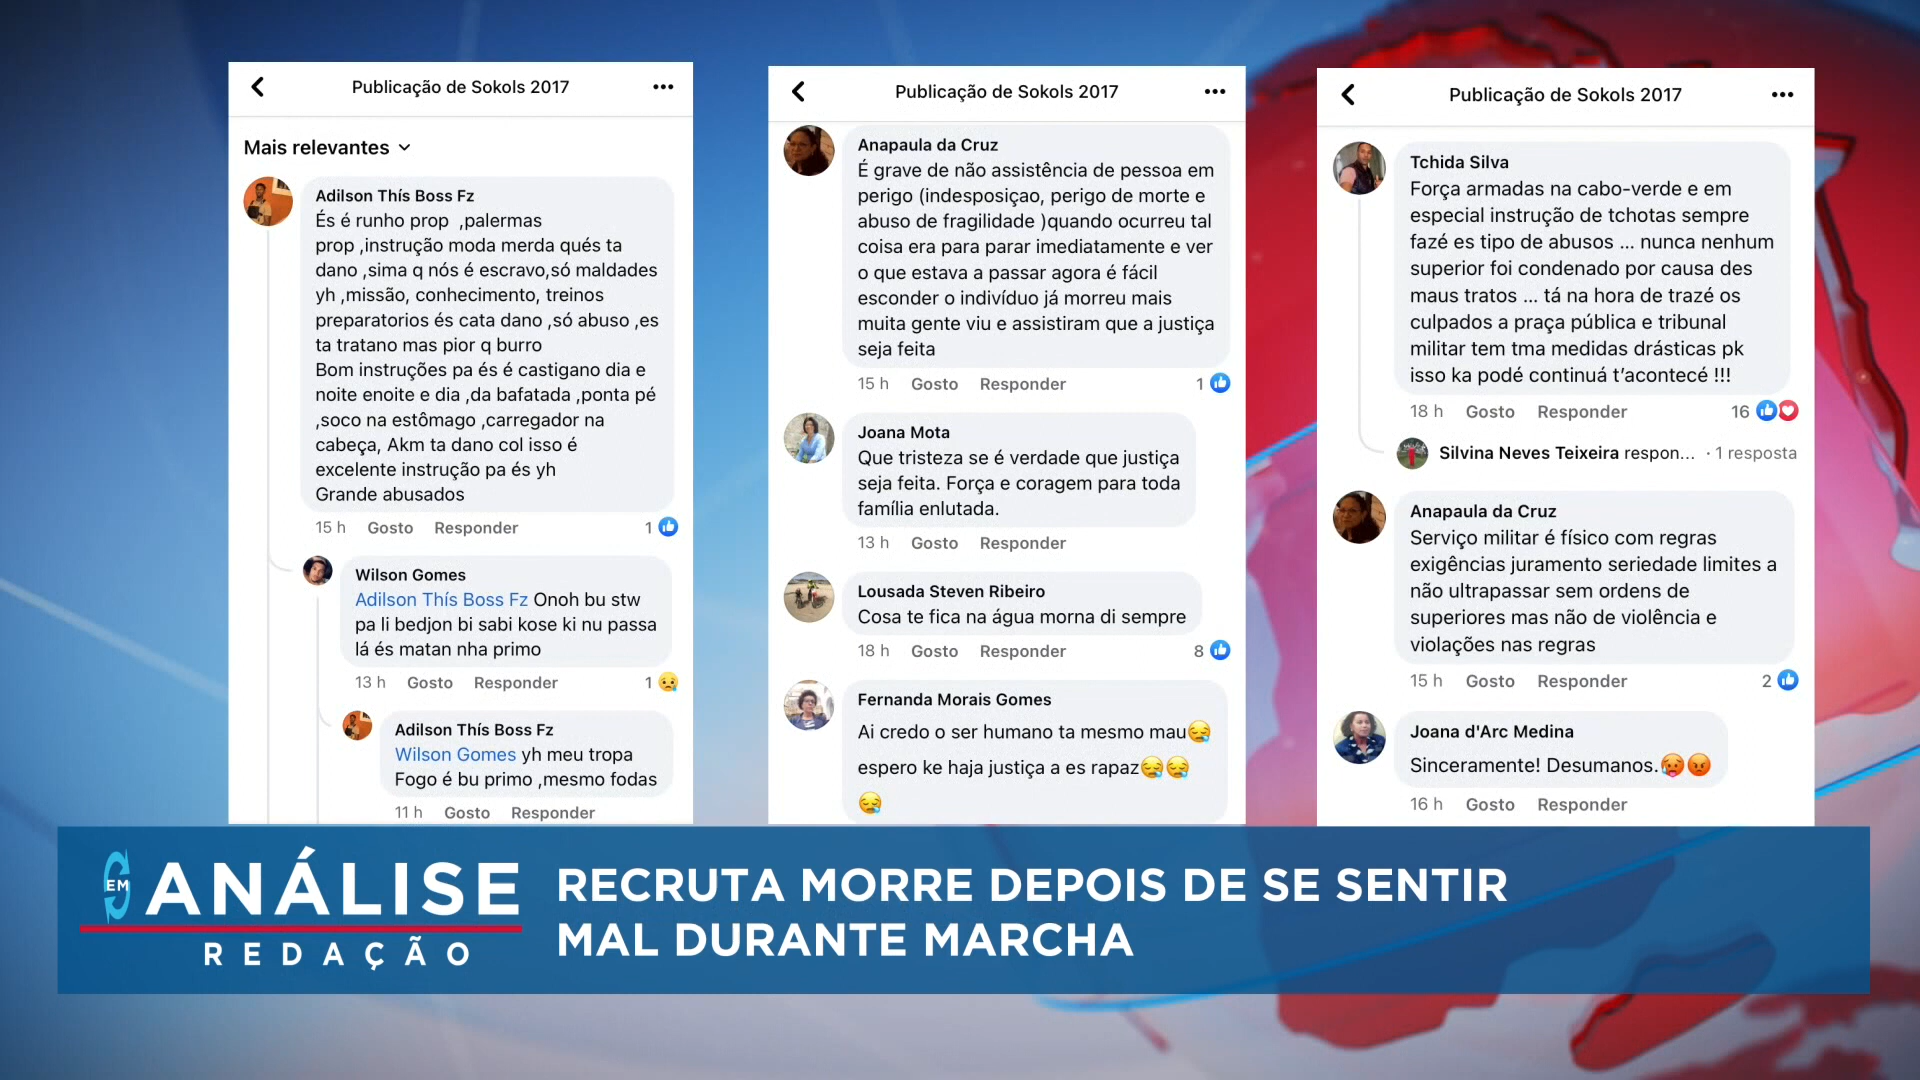 Publicação de Sokols 2017
Mais relevantes
Adilson Thís Boss Fz
És é runho prop ,palermas
prop ,instrução moda merda qués ta
dano ,sima q nós é escravo,só maldades
yh ,missão, conhecimento, treinos
preparatorios és cata dano ,só abuso ,es
ta tratano mas pior q burro
Bom instruções pa és é castigano dia e
noite enoite e dia ,da bafatada ,ponta pé
,soco na estômago ,carregador na
cabeça, Akm ta dano col isso é
excelente instrução pa és yh
Grande abusados
15 h Gosto Responder 1
Wilson Gomes
Adilson Thís Boss Fz Onoh bu stw
pa li bedjon bi sabi kose ki nu passa
lá és matan nha primo
13 h Gosto Responder 1
Adilson Thís Boss Fz
Wilson Gomes yh meu tropa
Fogo é bu primo ,mesmo fodas
11 h Gosto Responder
Publicação de Sokols 2017
Anapaula da Cruz
É grave de não assistência de pessoa em
perigo (indesposiçao, perigo de morte e
abuso de fragilidade )quando ocurreu tal
coisa era para parar imediatamente e ver
o que estava a passar agora é fácil
esconder o indivíduo já morreu mais
muita gente viu e assistiram que a justiça
seja feita
15 h Gosto Responder 1
Joana Mota
Que tristeza se é verdade que justiça
seja feita. Força e coragem para toda
família enlutada.
13 h Gosto Responder
Lousada Steven Ribeiro
Cosa te fica na água morna di sempre
18 h Gosto Responder 8
Fernanda Morais Gomes
Ai credo o ser humano ta mesmo mau😪
espero ke haja justiça a es rapaz😪😪
😪
Publicação de Sokols 2017
Tchida Silva
Força armadas na cabo-verde e em
especial instrução de tchotas sempre
fazé es tipo de abusos ... nunca nenhum
superior foi condenado por causa des
maus tratos ... tá na hora de trazé os
culpados a praça pública e tribunal
militar tem tma medidas drásticas pk
isso ka podé continuá t'acontecé !!!
18 h Gosto Responder 16
Silvina Neves Teixeira respon... · 1 resposta
Anapaula da Cruz
Serviço militar é físico com regras
exigências juramento seriedade limites a
não ultrapassar sem ordens de
superiores mas não de violência e
violações nas regras
15 h Gosto Responder 2
Joana d'Arc Medina
Sinceramente! Desumanos.🥵😡
16 h Gosto Responder
EM ANÁLISE
REDAÇÃO
RECRUTA MORRE DEPOIS DE SE SENTIR
MAL DURANTE MARCHA